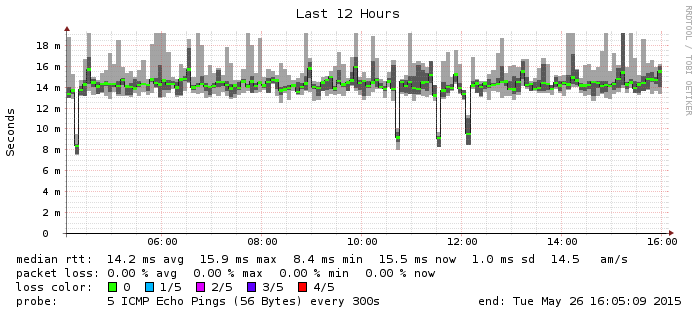 Last 12 Hours
RRDTOOL / TOBI OETIKER
Seconds
18 m
16 m
14 m
12 m
10 m
8 m
6 m
4 m
2 m
0
06:00 08:00 10:00 12:00 14:00 16:00
median rtt: 14.2 ms avg 15.9 ms max 8.4 ms min 15.5 ms now 1.0 ms sd 14.5 am/s
packet loss: 0.00 % avg 0.00 % max 0.00 % min 0.00 % now
loss color: 0 1/5 2/5 3/5 4/5
probe: 5 ICMP Echo Pings (56 Bytes) every 300s end: Tue May 26 16:05:09 2015